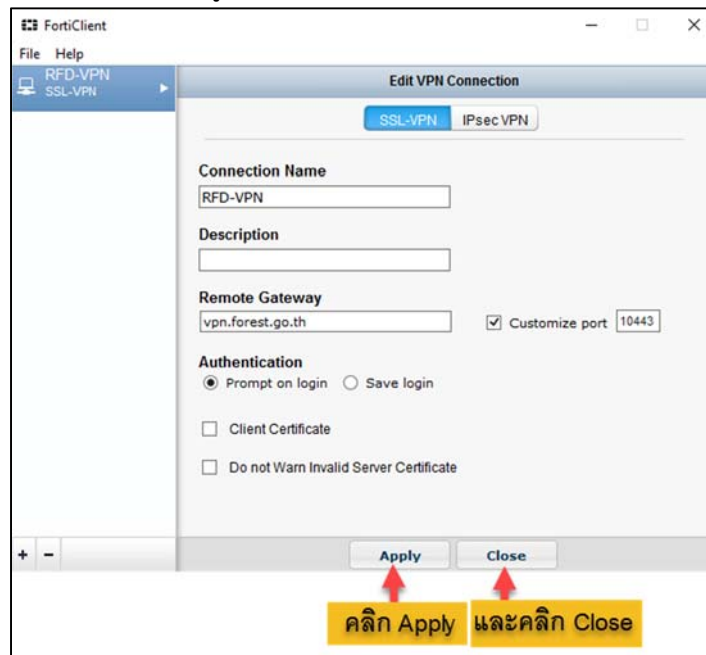 FortiClient
File Help
RFD-VPN
SSL-VPN
Edit VPN Connection
SSL-VPN IPsec VPN
Connection Name
RFD-VPN
Description
Remote Gateway
vpn.forest.go.th Customize port 10443
Authentication
Prompt on login Save login
Client Certificate
Do not Warn Invalid Server Certificate
+ -
Apply Close
คลิก Apply และคลิก Close